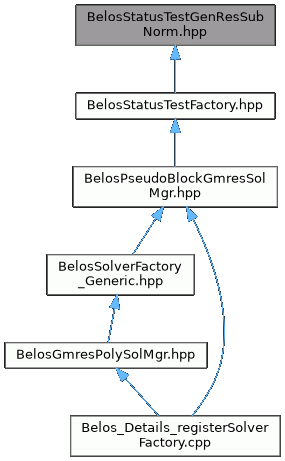 BelosStatusTestGenResSub
Norm.hpp
BelosStatusTestFactory.hpp
BelosPseudoBlockGmresSol
Mgr.hpp
BelosSolverFactory
_Generic.hpp
BelosGmresPolySolMgr.hpp
Belos_Details_registerSolver
Factory.cpp